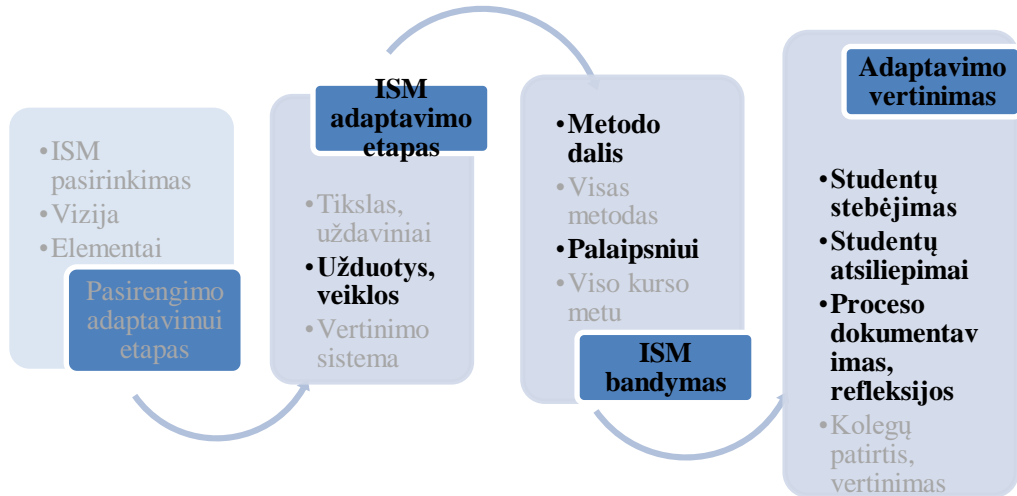 •ISM
pasirinkimas
•Vizija
•Elementai
Pasirengimo
adaptavimui
etapas
ISM
adaptavimo
etapas
•Tikslas,
uždaviniai
•Užduotys,
veiklos
•Vertinimo
sistema
•Metodo
dalis
•Visas
metodas
•Palaipsniui
•Viso kurso
metu
ISM
bandymas
Adaptavimo
vertinimas
•Studentų
stebėjimas
•Studentų
atsiliepimai
•Proceso
dokumentav
imas,
refleksijos
•Kolegų
patirtis,
vertinimas